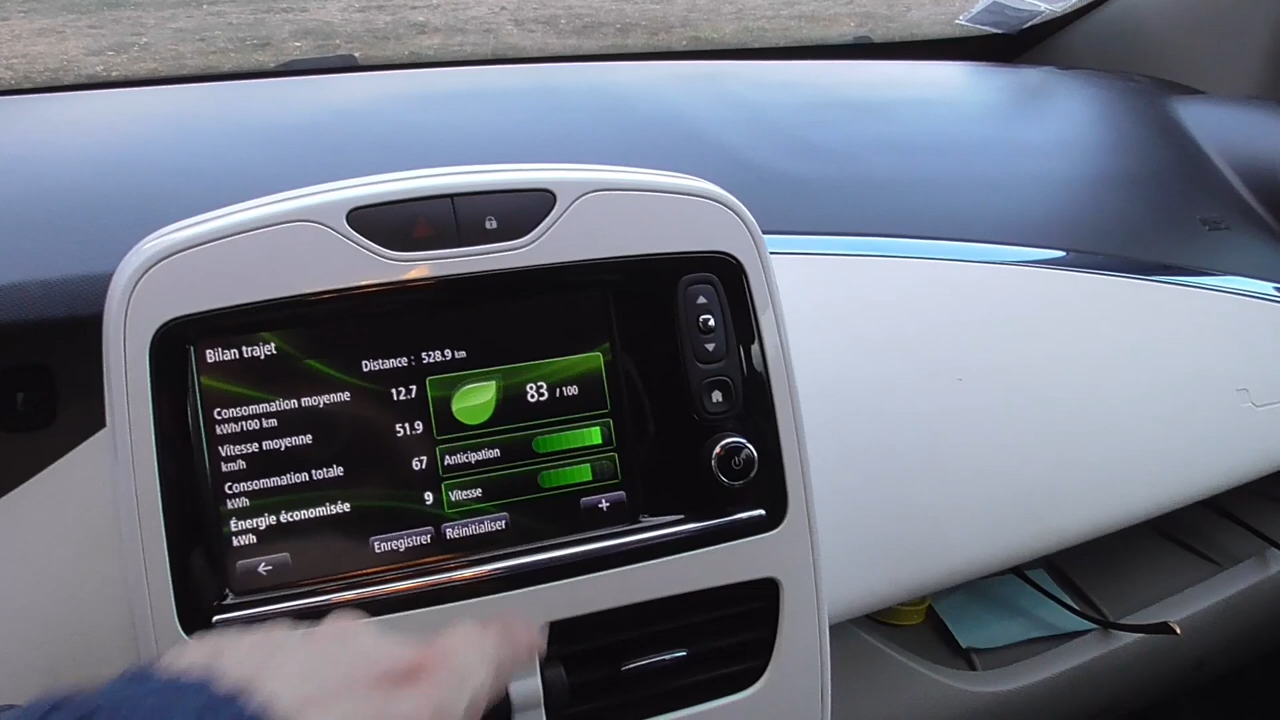 Bilan trajet
Distance : 528.9 km
Consommation moyenne 12.7
kWh/100 km
Vitesse moyenne 51.9
km/h
Consommation totale 67
kWh
Énergie économisée 9
kWh
83 / 100
Anticipation
Vitesse
+
Enregistrer
Réinitialiser